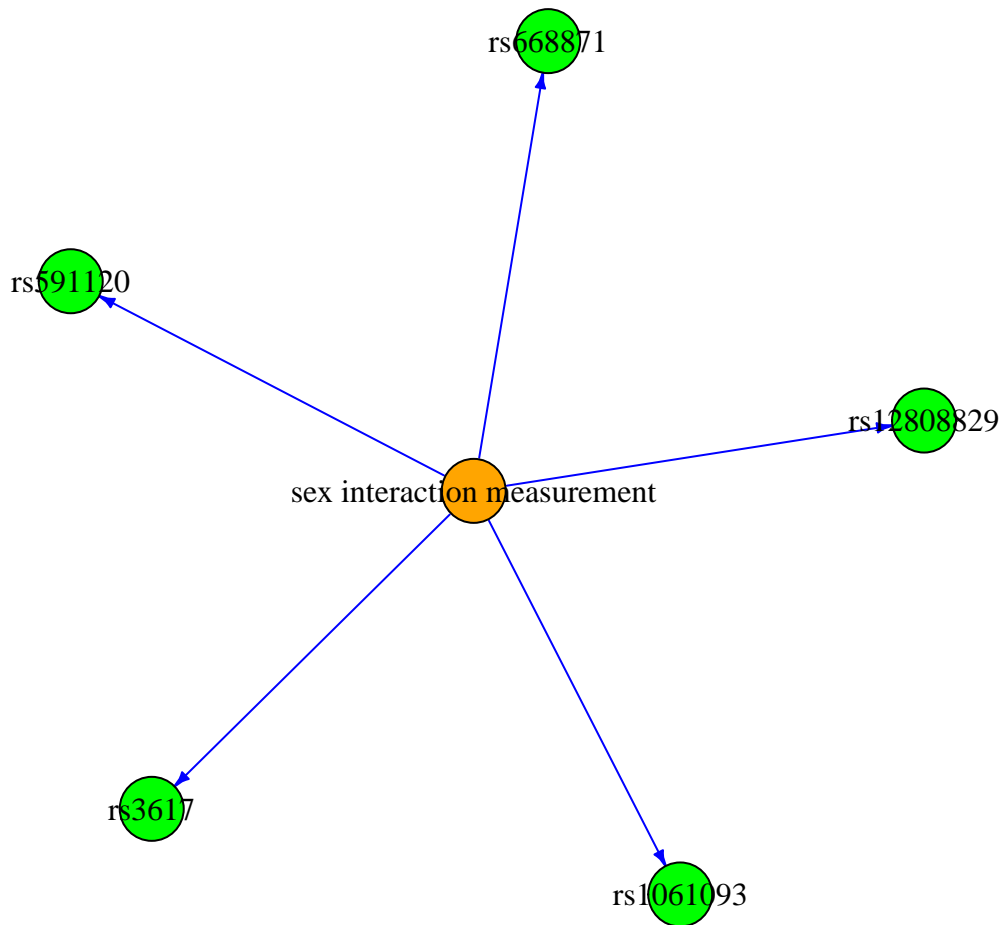 rs668871
rs591120
rs12808829
sex interaction measurement
rs3617
rs1061093